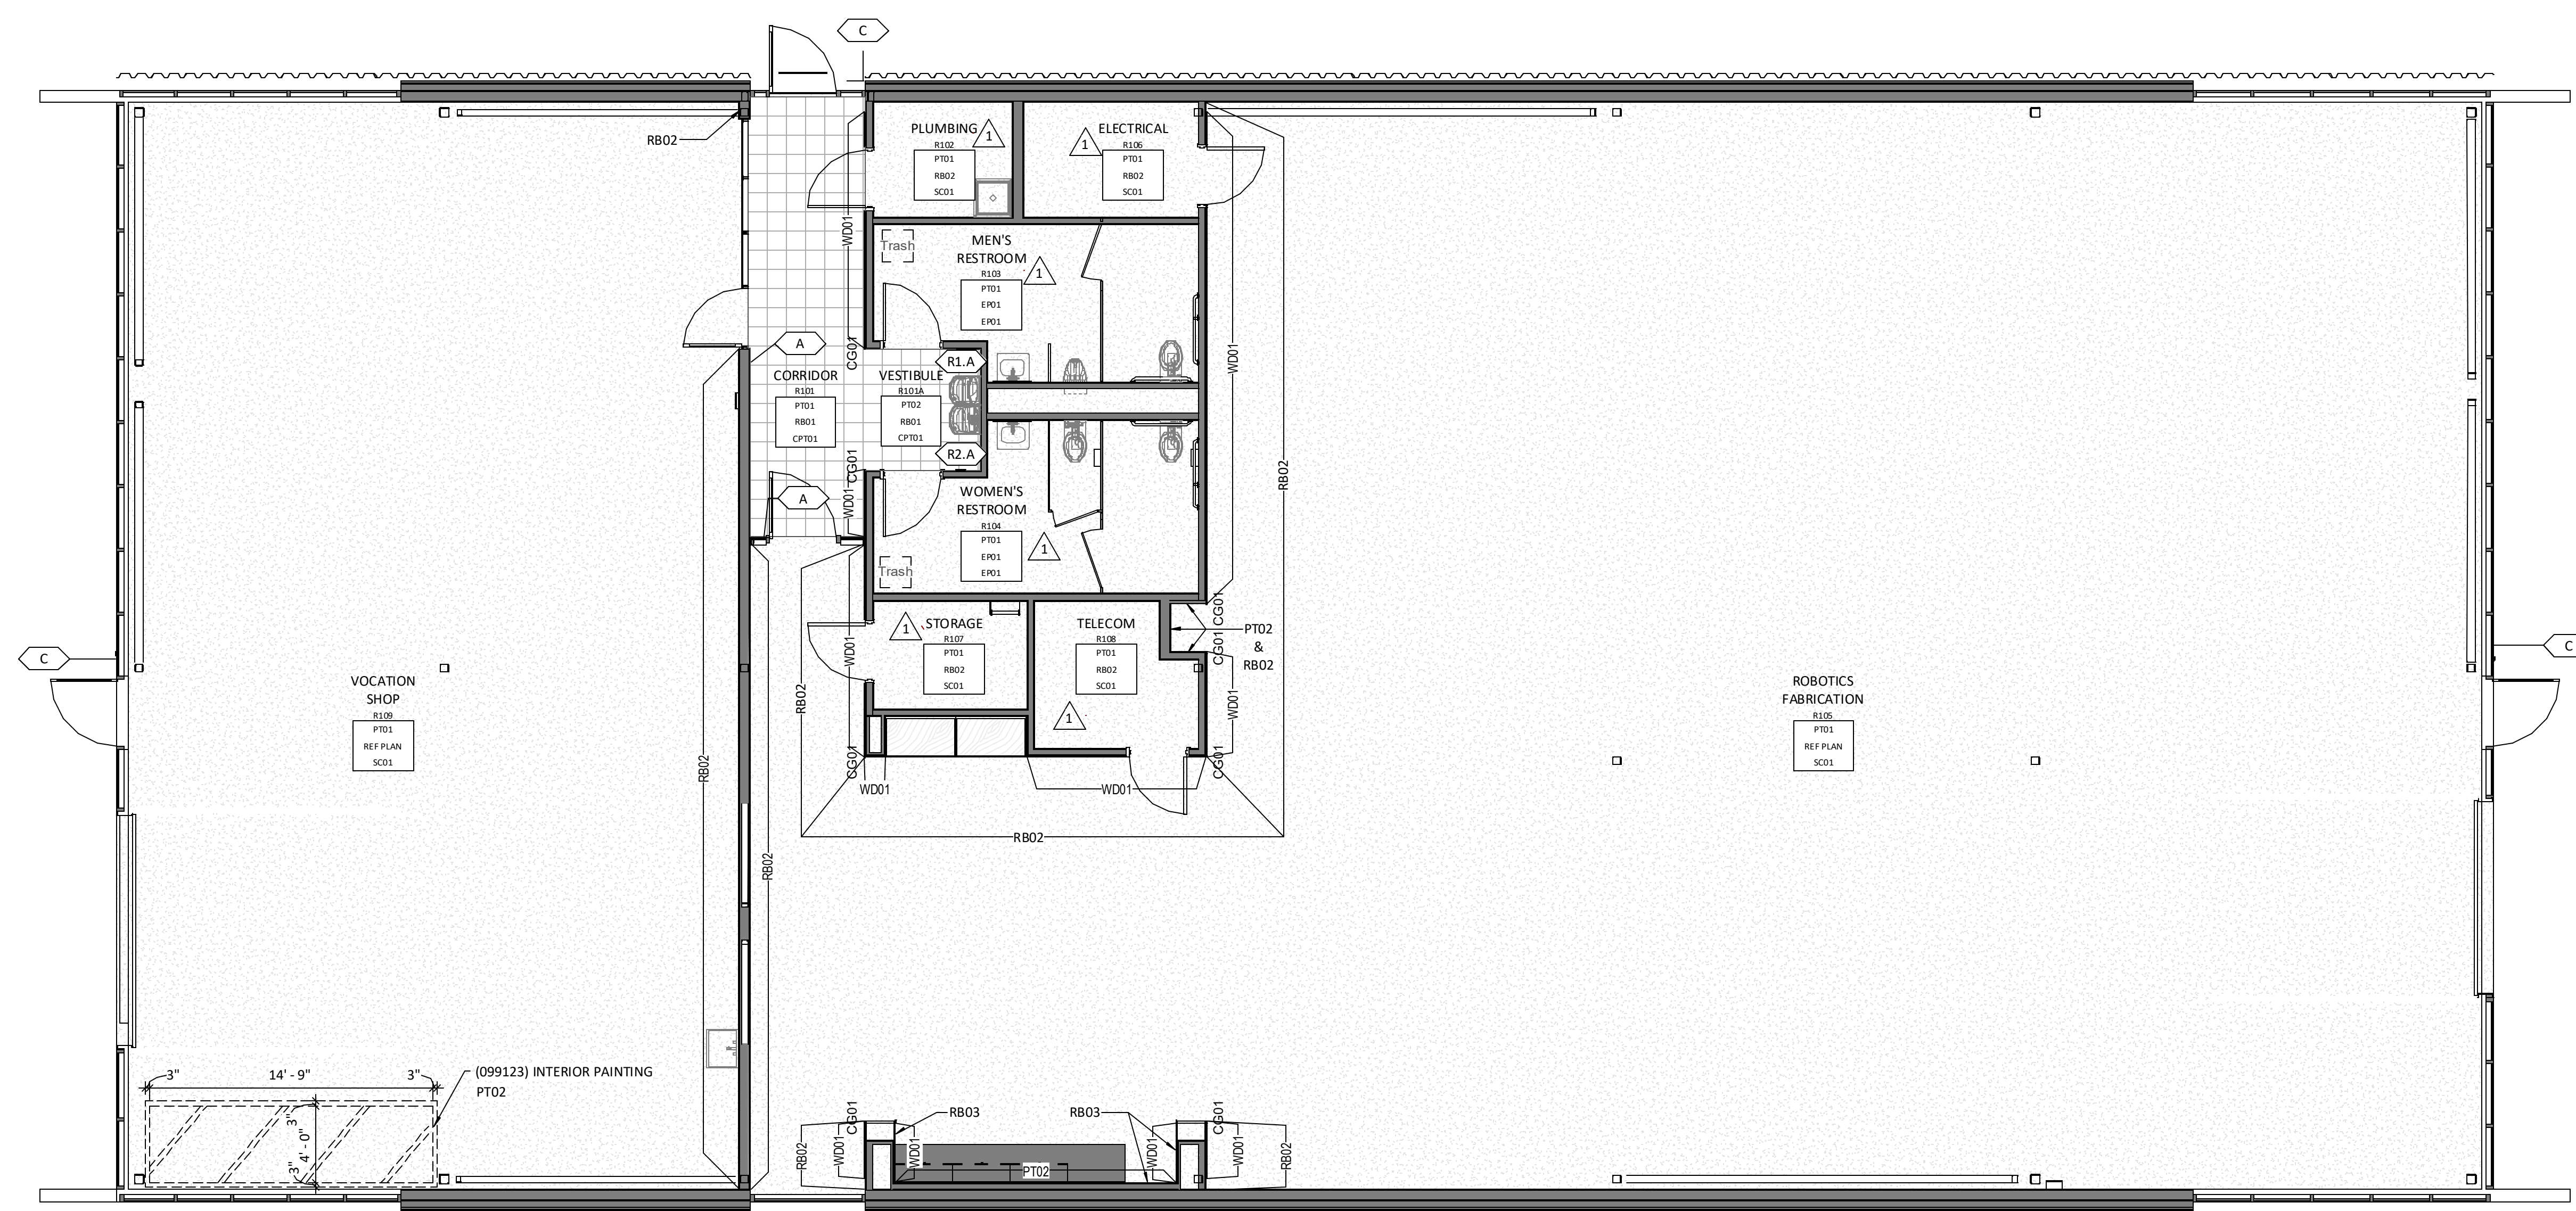 C
RB02
PLUMBING
R102
PT01
RB02
SC01
1
1
ELECTRICAL
R106
PT01
RB02
SC01
WD01
Trash
MEN'S
RESTROOM
R103
PT01
EP01
EP01
1
WD01
RB02
A
CG01
R1.A
CORRIDOR
R101
PT01
RB01
CPT01
VESTIBULE
R101A
PT02
RB01
CPT01
R2.A
CG01
A
WD01
WOMEN'S
RESTROOM
R104
PT01
EP01
EP01
1
Trash
1
STORAGE
R107
PT01
RB02
SC01
TELECOM
R108
PT01
RB02
SC01
1
CG01
CG01
PT02
&
RB02
WD01
WD01
RB02
CG01
CG01
WD01
WD01
RB02
C
C
VOCATION
SHOP
R109
PT01
REF PLAN
SC01
ROBOTICS
FABRICATION
R105
PT01
REF PLAN
SC01
RB02
RB02
3"
14' - 9"
3"
(099123) INTERIOR PAINTING
PT02
3"
4' - 0"
3"
CG01
RB03
RB03
CG01
RB02
WD01
WD01
PT02
WD01
WD01
RB02